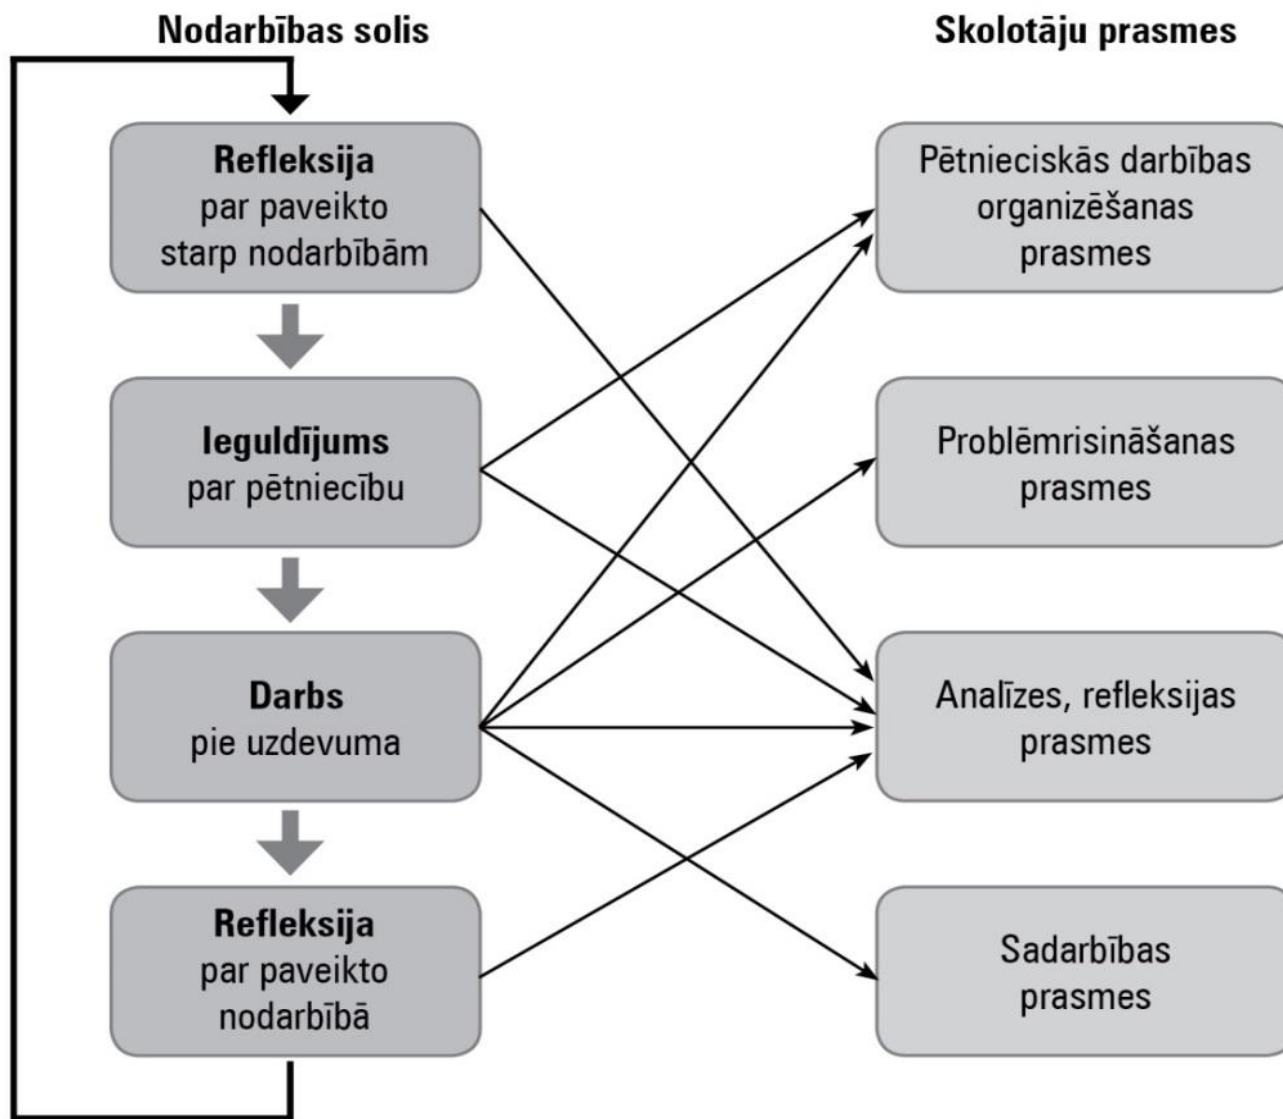 Nodarbības solis
Refleksija
par paveikto
starp nodarbībām
Ieguldījums
par pētniecību
Darbs
pie uzdevuma
Refleksija
par paveikto
nodarbībā
Skolotāju prasmes
Pētnieciskās darbības
organizēšanas
prasmes
Problēmrisināšanas
prasmes
Analīzes, refleksijas
prasmes
Sadarbības
prasmes